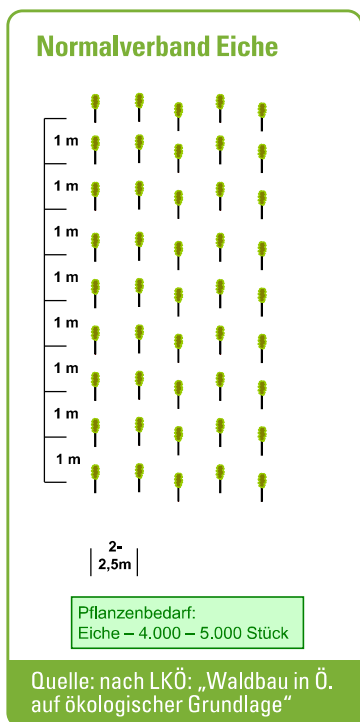 Normalverband Eiche
1 m
1 m
1 m
1 m
1 m
1 m
1 m
1 m
2-
2,5m
Pflanzenbedarf:
Eiche – 4.000 – 5.000 Stück
Quelle: nach LKÖ: „Waldbau in Ö.
auf ökologischer Grundlage“